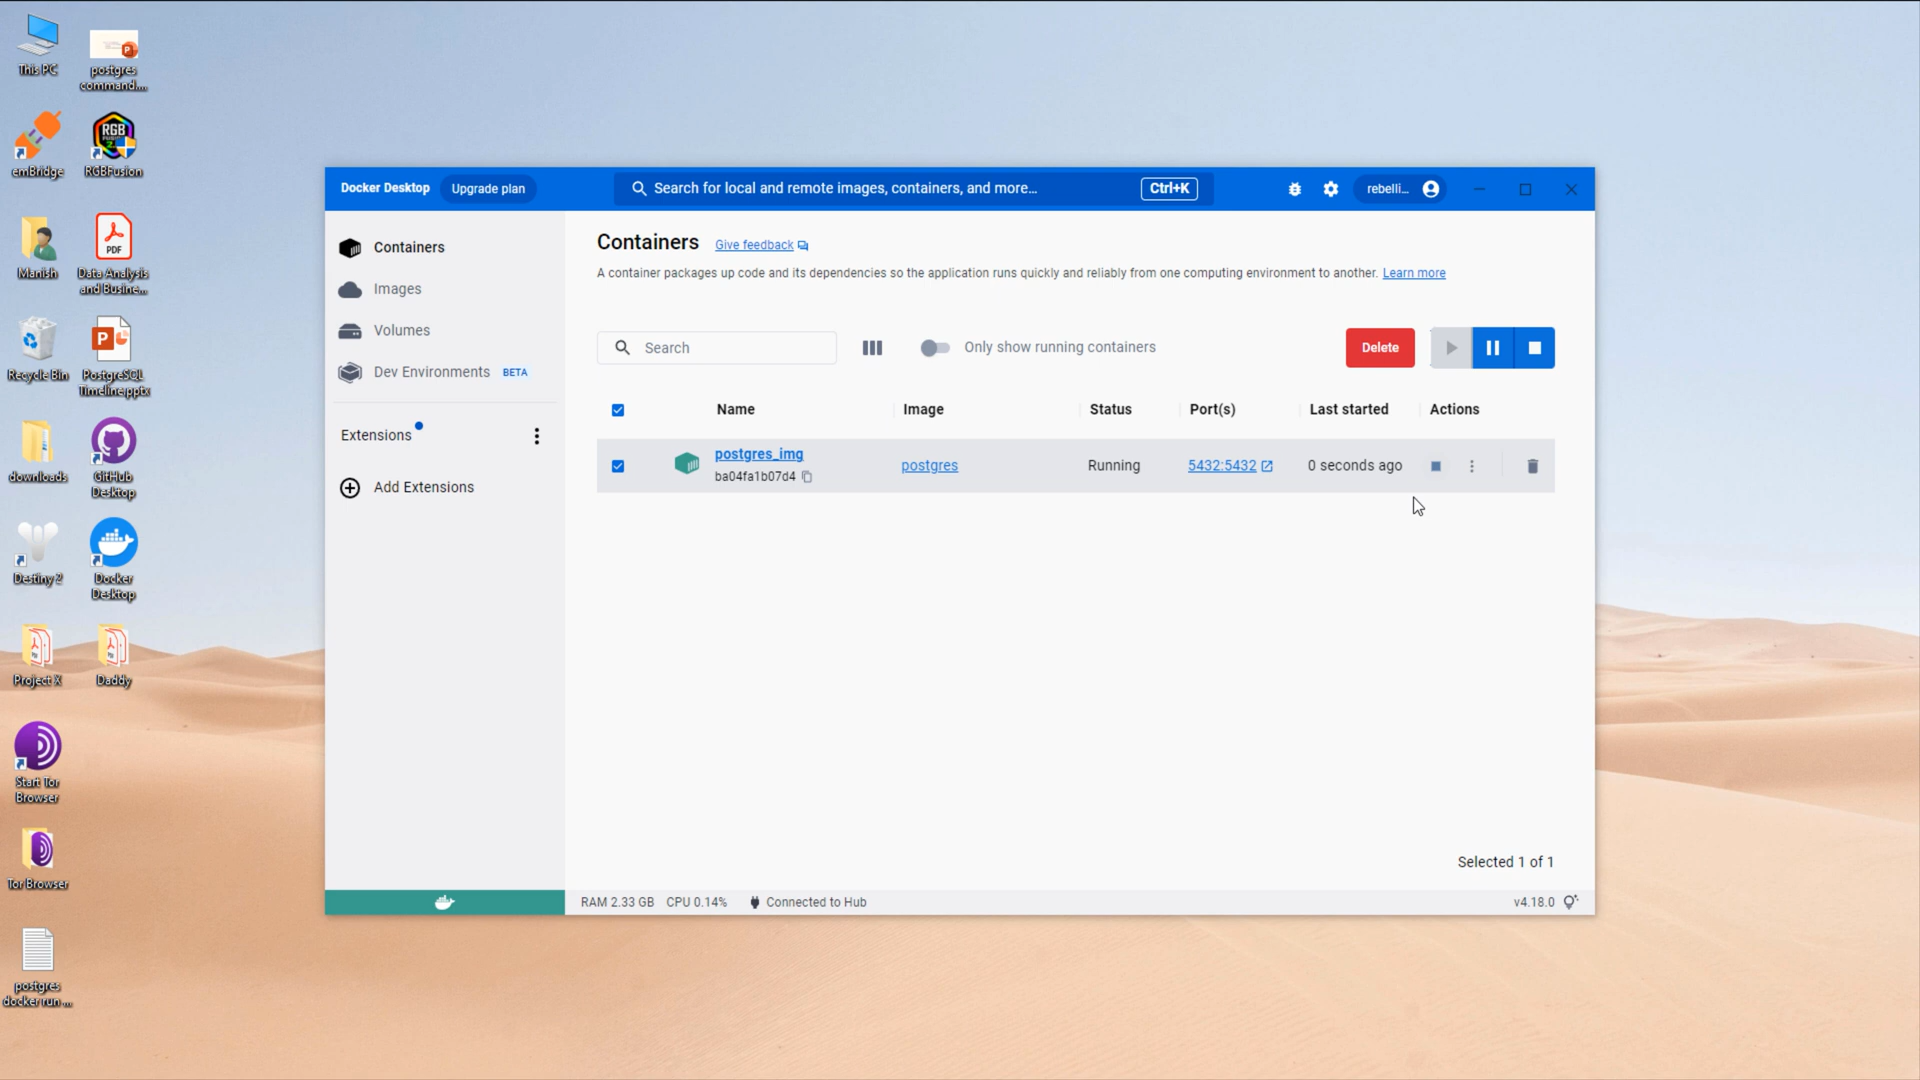 This PC
postgres
command....
emBridge
RGB
RGBFusion
Manish
PDF
Data Analysis
and Busine...
Recycle Bin
PostgreSQL
Timeline.pptx
downloads
GitHub
Desktop
Destiny 2
Docker
Desktop
Project X
Daddy
Start Tor
Browser
Tor Browser
postgres
docker run ...
Docker Desktop
Upgrade plan
Search for local and remote images, containers, and more...
Ctrl+K
rebelli...
Containers
Images
Volumes
Dev Environments BETA
Extensions
Add Extensions
Containers Give feedback
A container packages up code and its dependencies so the application runs quickly and reliably from one computing environment to another. Learn more
Search
Only show running containers
Delete
Name Image Status Port(s) Last started Actions
postgres_img
ba04fa1b07d4
postgres
Running
5432:5432
0 seconds ago
Selected 1 of 1
RAM 2.33 GB CPU 0.14% Connected to Hub
v4.18.0